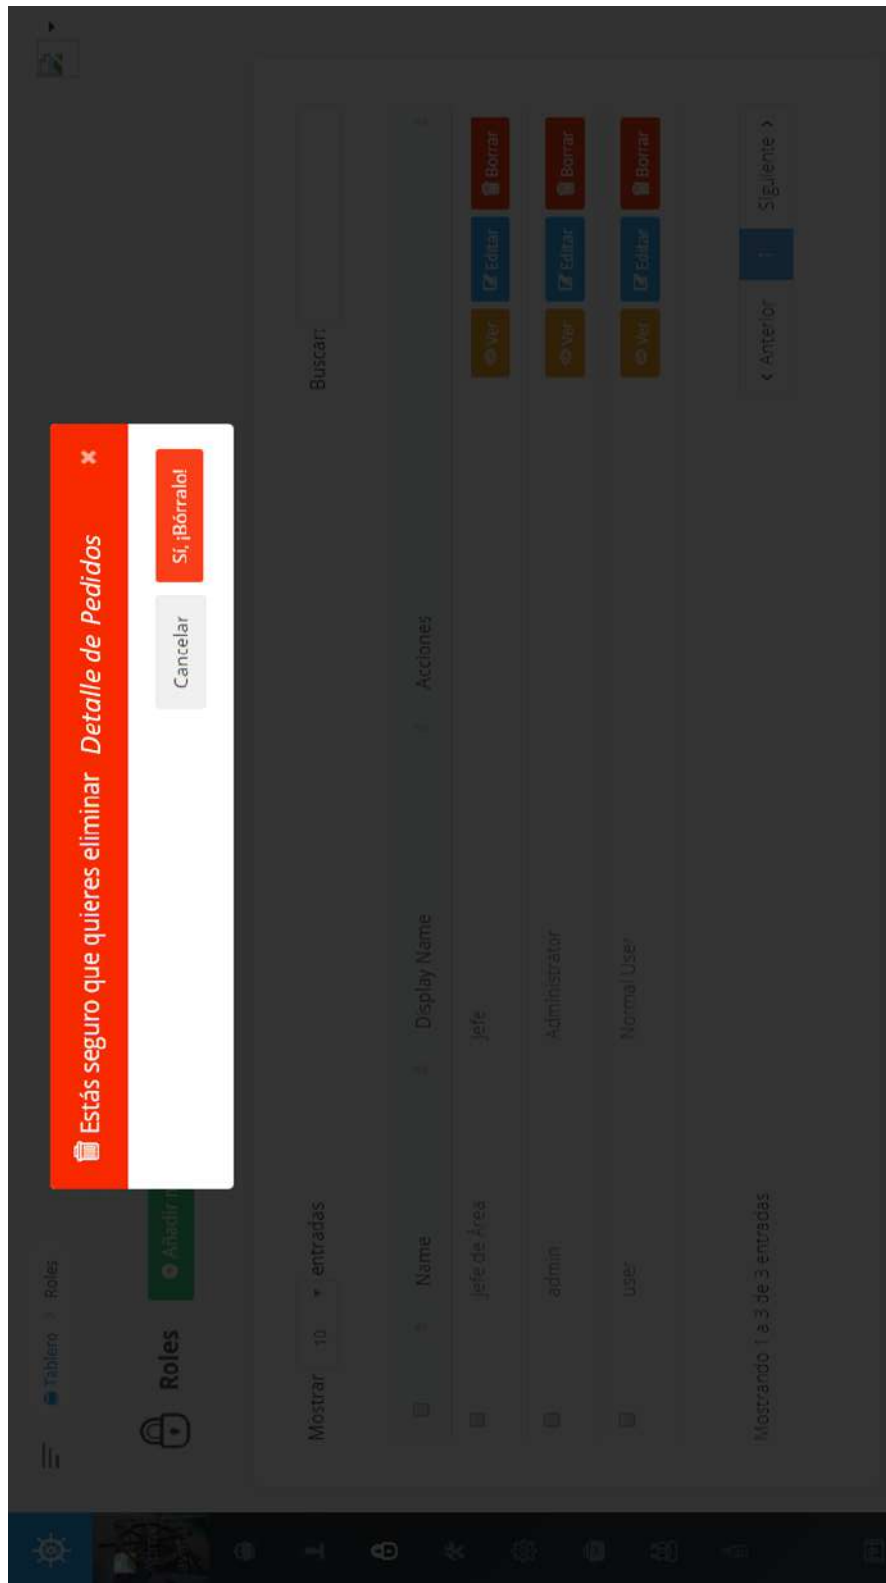 Tablero > Roles
Roles
Añadir n
Estás seguro que quieres eliminar Detalle de Pedidos ×
Cancelar
Sí, ¡Bórralo!
Mostrar 10 entradas
Buscar:
Name Display Name Acciones
Jefe de Área Jefe Ver Editar Borrar
admin Administrator Ver Editar Borrar
user Normal User Ver Editar Borrar
Mostrando 1 a 3 de 3 entradas
< Anterior 1 Siguiente >